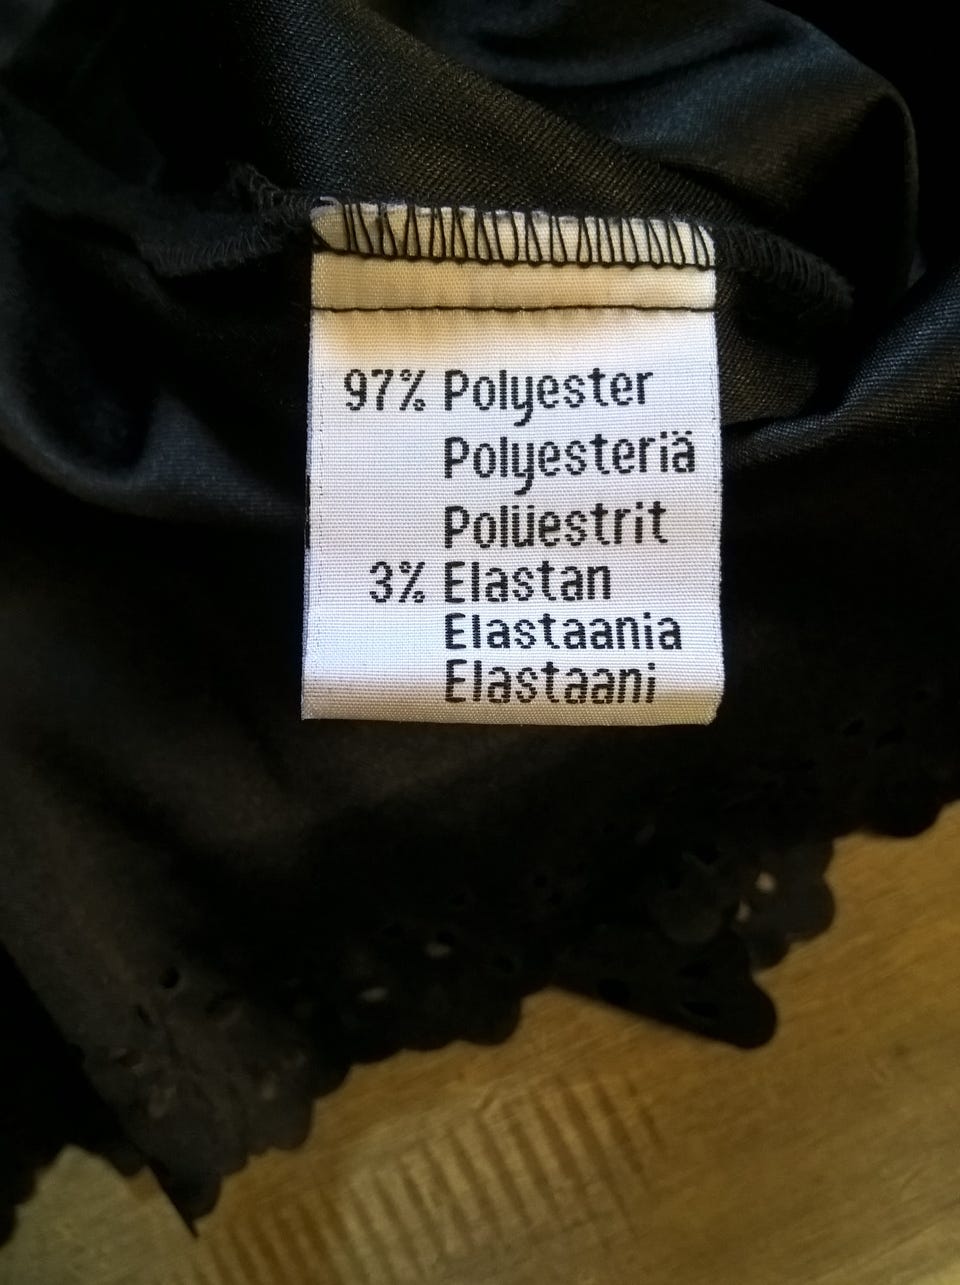 97% Polyester
Polyesteriä
Polüestrit
3% Elastan
Elastaania
Elastaani